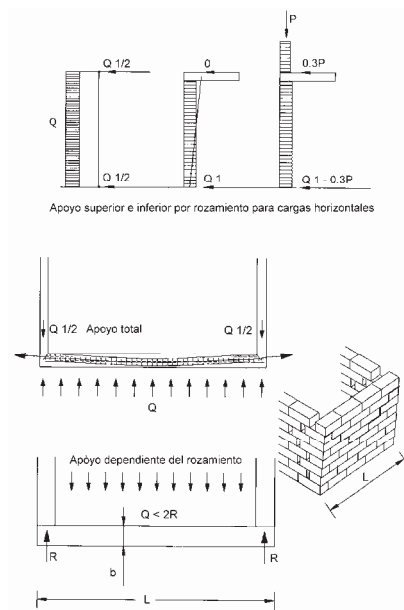 P
Q 1/2
0
0.3P
Q
Q 1/2
Q 1
Q 1 - 0.3P
Apoyo superior e inferior por rozamiento para cargas horizontales
Q 1/2
Apoyo total
Q 1/2
Q
Apoyo dependiente del rozamiento
Q < 2R
R
R
b
L
L